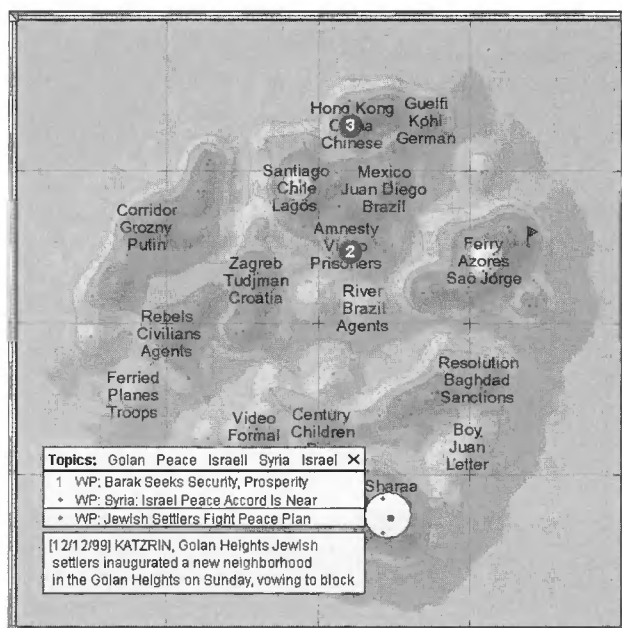 Hong Kong
3
Chinese
Guelfi
Kohl
German
Santiago
Chile
Lagos
Mexico
Juan Diego
Brazil
Corridor
Grozny
Putin
Amnesty
2
Prisoners
Ferry
Azores
Sao Jorge
Zagreb
Tudjman
Croatia
River
Brazil
Agents
Rebels
Civilians
Agents
Resolution
Baghdad
Sanctions
Ferried
Planes
Troops
Video
Formal
Century
Children
Boy
Juan
Letter
Sharaa
Topics: Golan Peace Israeli Syria Israel X
1 WP: Barak Seeks Security, Prosperity
• WP: Syria: Israel Peace Accord Is Near
• WP: Jewish Settlers Fight Peace Plan
[12/12/99] KATZRIN, Golan Heights Jewish
settlers inaugurated a new neighborhood
in the Golan Heights on Sunday, vowing to block